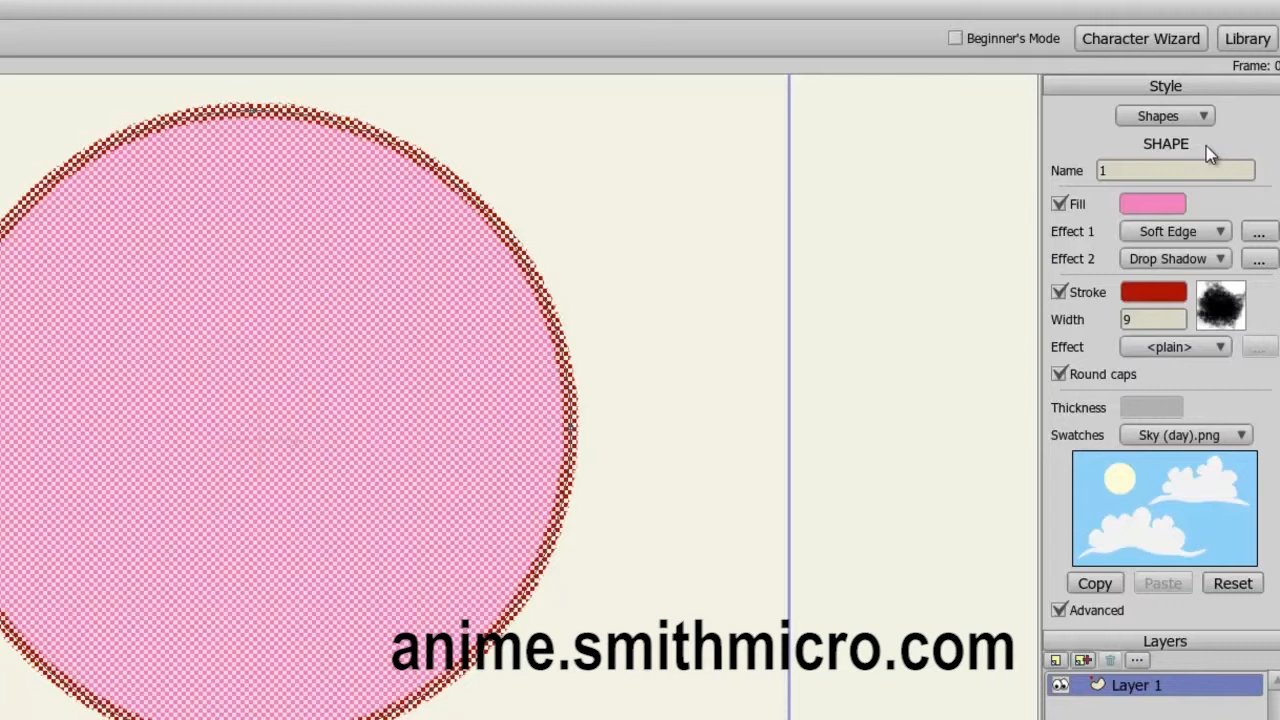 Beginner's Mode
Character Wizard
Library
Frame: 0
Style
Shapes
SHAPE
Name 1
Fill
Effect 1 Soft Edge ...
Effect 2 Drop Shadow ...
Stroke
Width 9
Effect <plain> ...
Round caps
Thickness
Swatches Sky (day).png
Copy Paste Reset
Advanced
anime.smithmicro.com
Layers
...
Layer 1